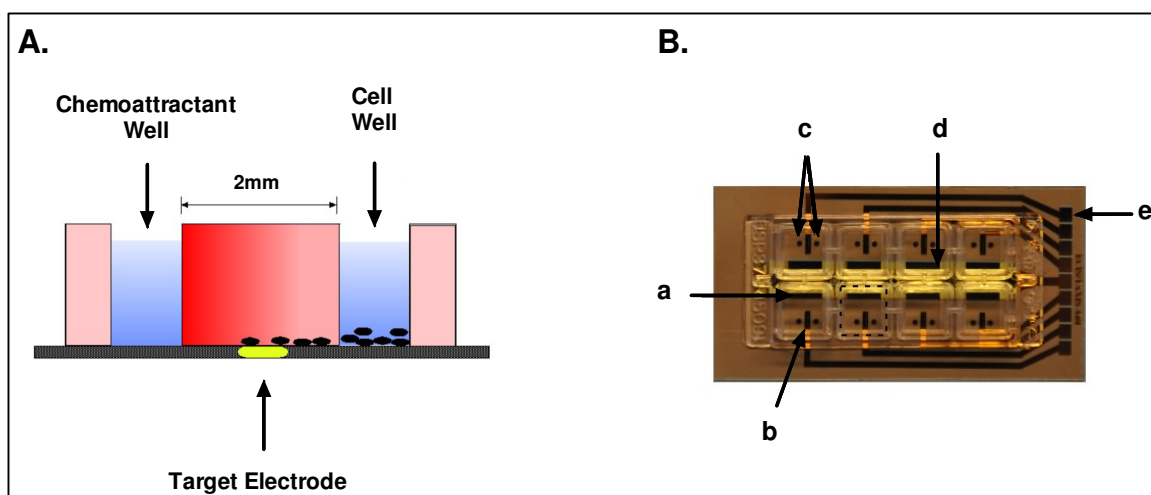 A.
B.
Chemoattractant
Well
Cell
Well
2mm
Target Electrode
c
d
e
a
b